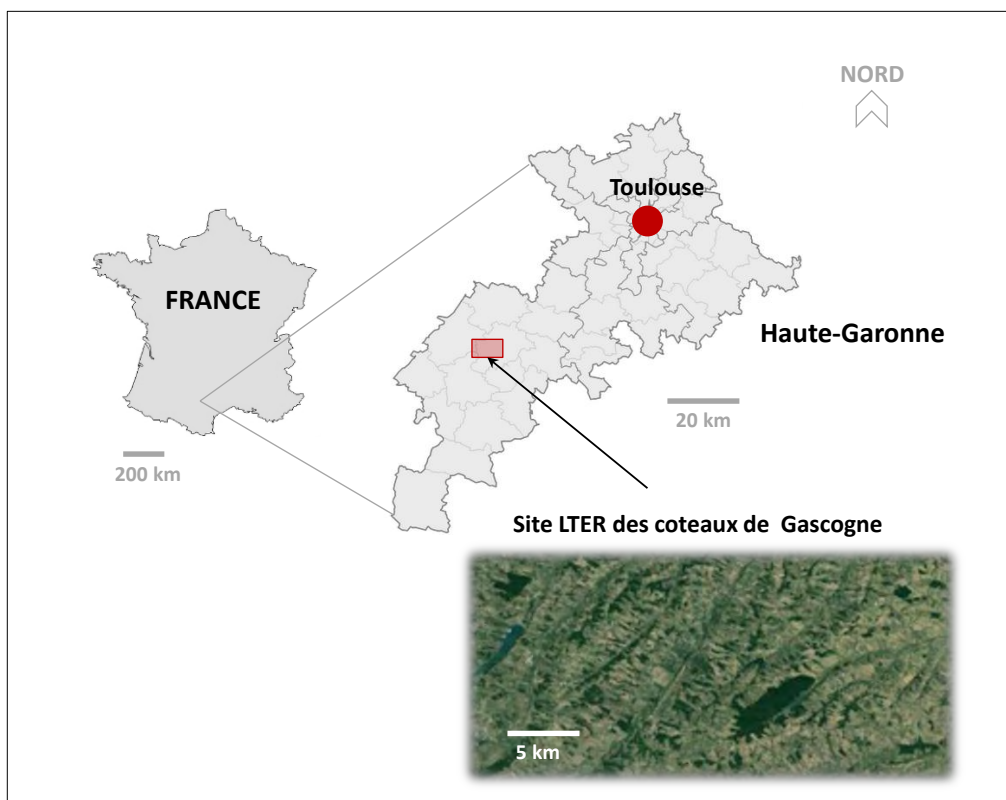 NORD
Toulouse
FRANCE
Haute-Garonne
20 km
200 km
Site LTER des coteaux de Gascogne
5 km